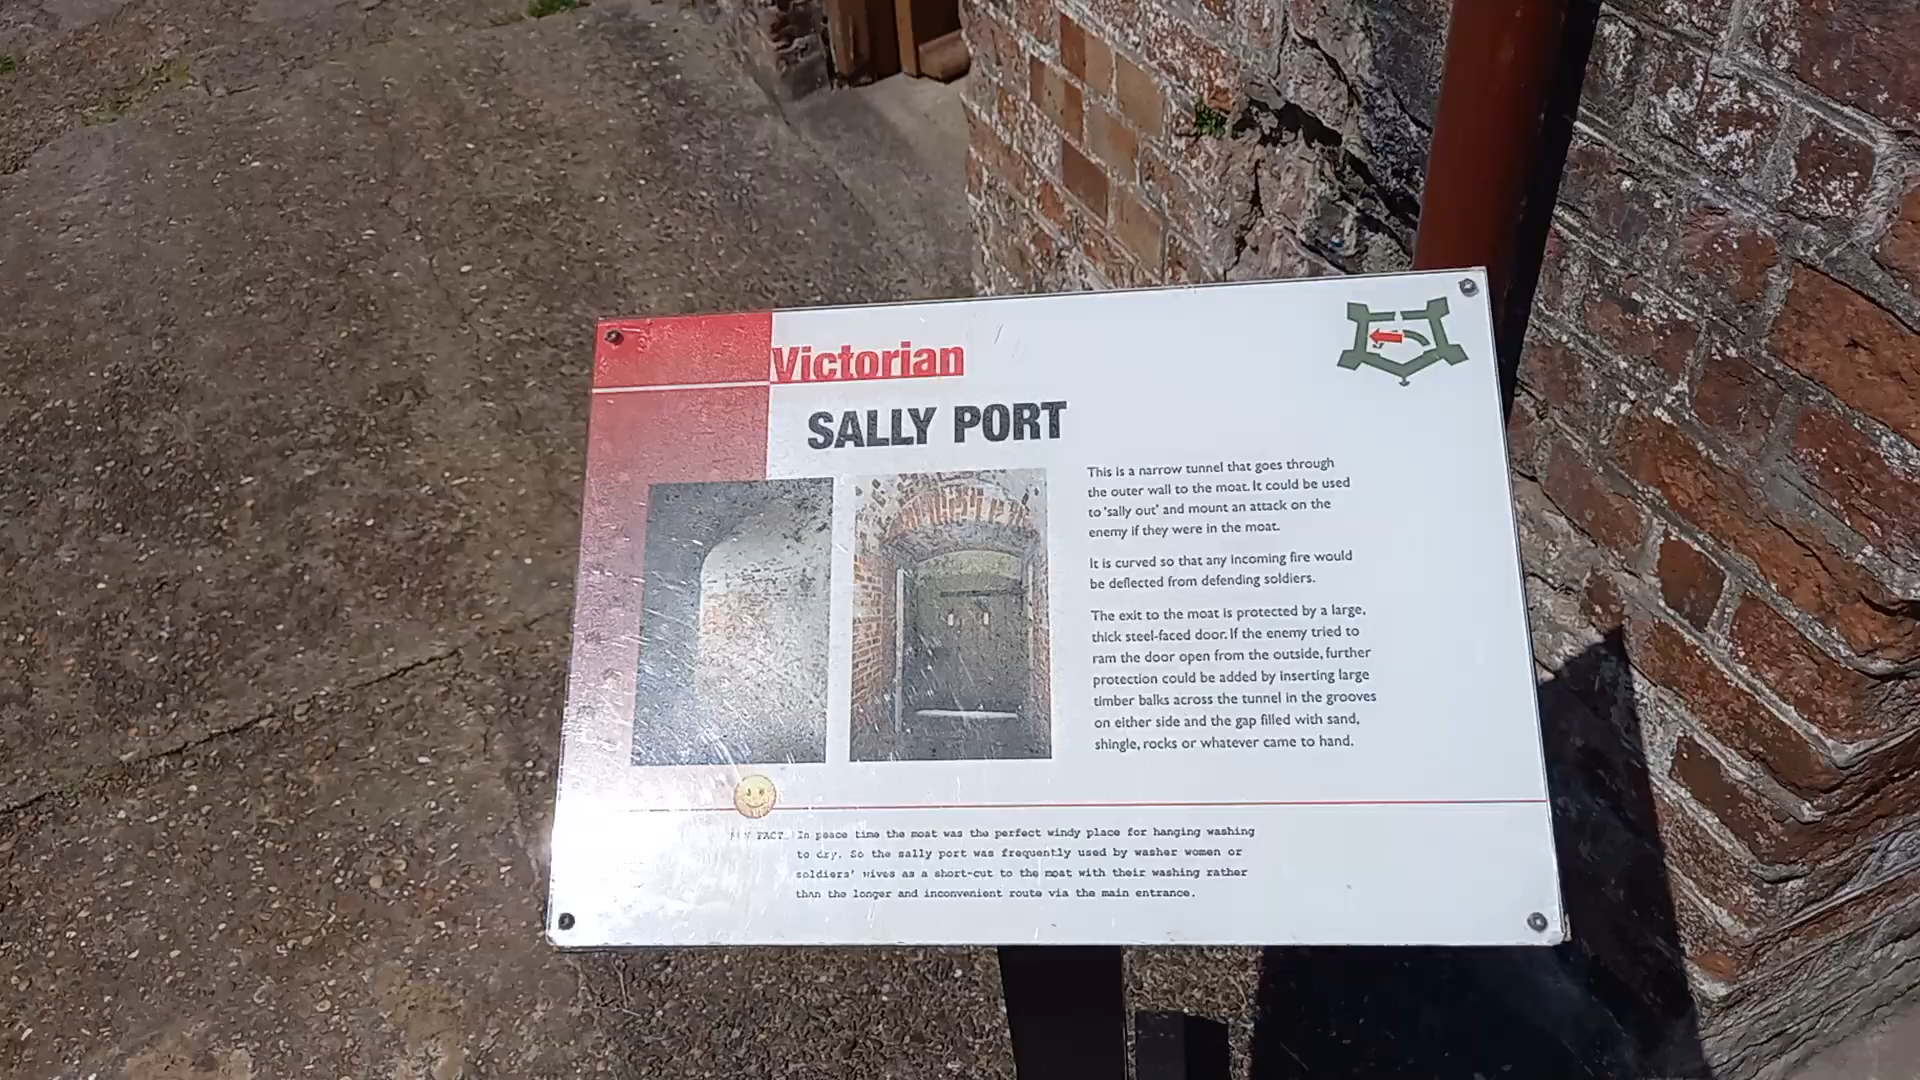 Victorian
SALLY PORT
This is a narrow tunnel that goes through
the outer wall to the moat. It could be used
to 'sally out' and mount an attack on the
enemy if they were in the moat.
It is curved so that any incoming fire would
be deflected from defending soldiers.
The exit to the moat is protected by a large,
thick steel-faced door. If the enemy tried to
ram the door open from the outside, further
protection could be added by inserting large
timber balks across the tunnel in the grooves
on either side and the gap filled with sand,
shingle, rocks or whatever came to hand.
FACT. In peace time the moat was the perfect windy place for hanging washing
to dry. So the sally port was frequently used by washer women or
soldiers' wives as a short-cut to the moat with their washing rather
than the longer and inconvenient route via the main entrance.